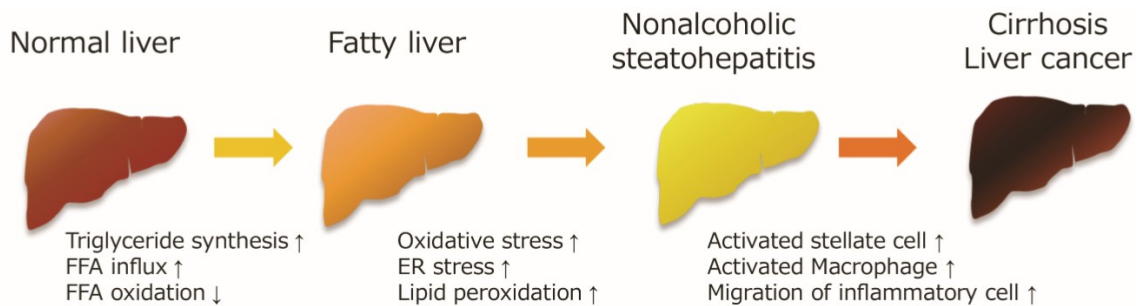 Normal liver
Fatty liver
Nonalcoholic
steatohepatitis
Cirrhosis
Liver cancer
Triglyceride synthesis ↑
FFA influx ↑
FFA oxidation ↓
Oxidative stress ↑
ER stress ↑
Lipid peroxidation ↑
Activated stellate cell ↑
Activated Macrophage ↑
Migration of inflammatory cell ↑